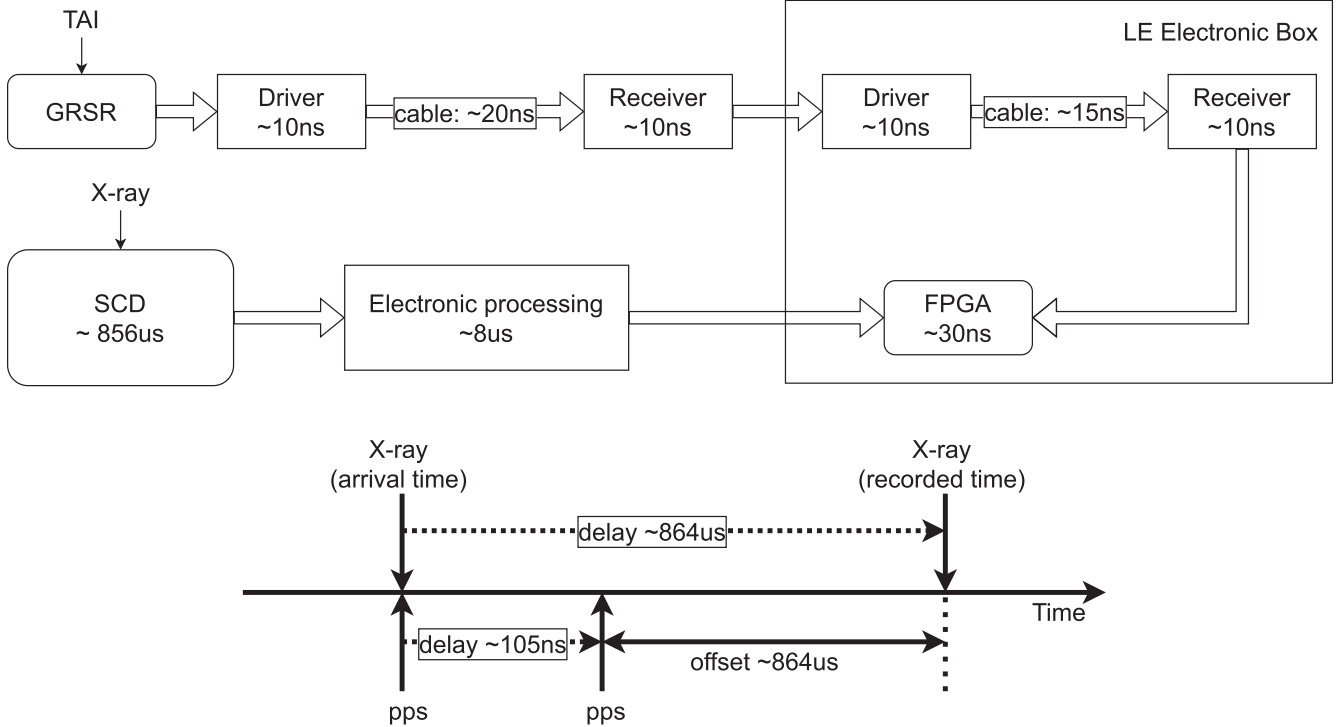 TAI
LE Electronic Box
GRSR
Driver
~10ns
cable: ~20ns
Receiver
~10ns
Driver
~10ns
cable: ~15ns
Receiver
~10ns
X-ray
SCD
~ 856us
Electronic processing
~8us
FPGA
~30ns
X-ray
(arrival time)
X-ray
(recorded time)
delay ~864us
Time
delay ~105ns
offset ~864us
pps
pps